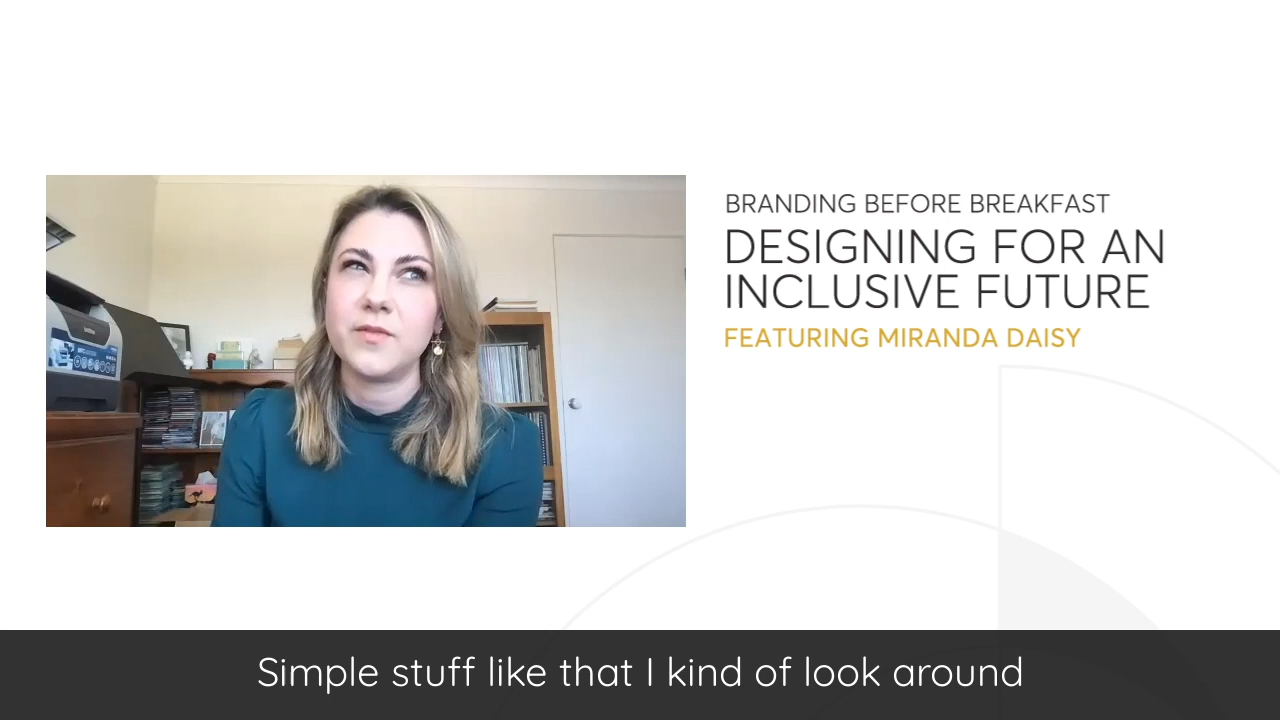 BRANDING BEFORE BREAKFAST
DESIGNING FOR AN
INCLUSIVE FUTURE
FEATURING MIRANDA DAISY
Simple stuff like that I kind of look around